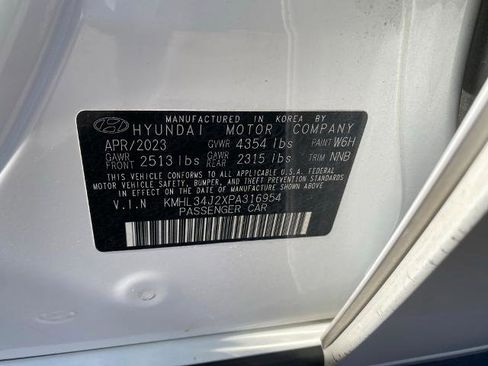 MANUFACTURED IN KOREA BY
HYUNDAI MOTOR COMPANY
APR/2023 GVWR 4354 lbs PAINT W6H
GAWR FRONT 2513 lbs GAWR REAR 2315 lbs TRIM NNB
THIS VEHICLE CONFORMS TO ALL APPLICABLE U.S.A. FEDERAL
MOTOR VEHICLE SAFETY, BUMPER, AND THEFT PREVENTION
STANDARDS IN EFFECT ON THE DATE OF MANUFACTURE SHOWN ABOVE.
V.I.N KMHL34J2XPA316954
PASSENGER CAR